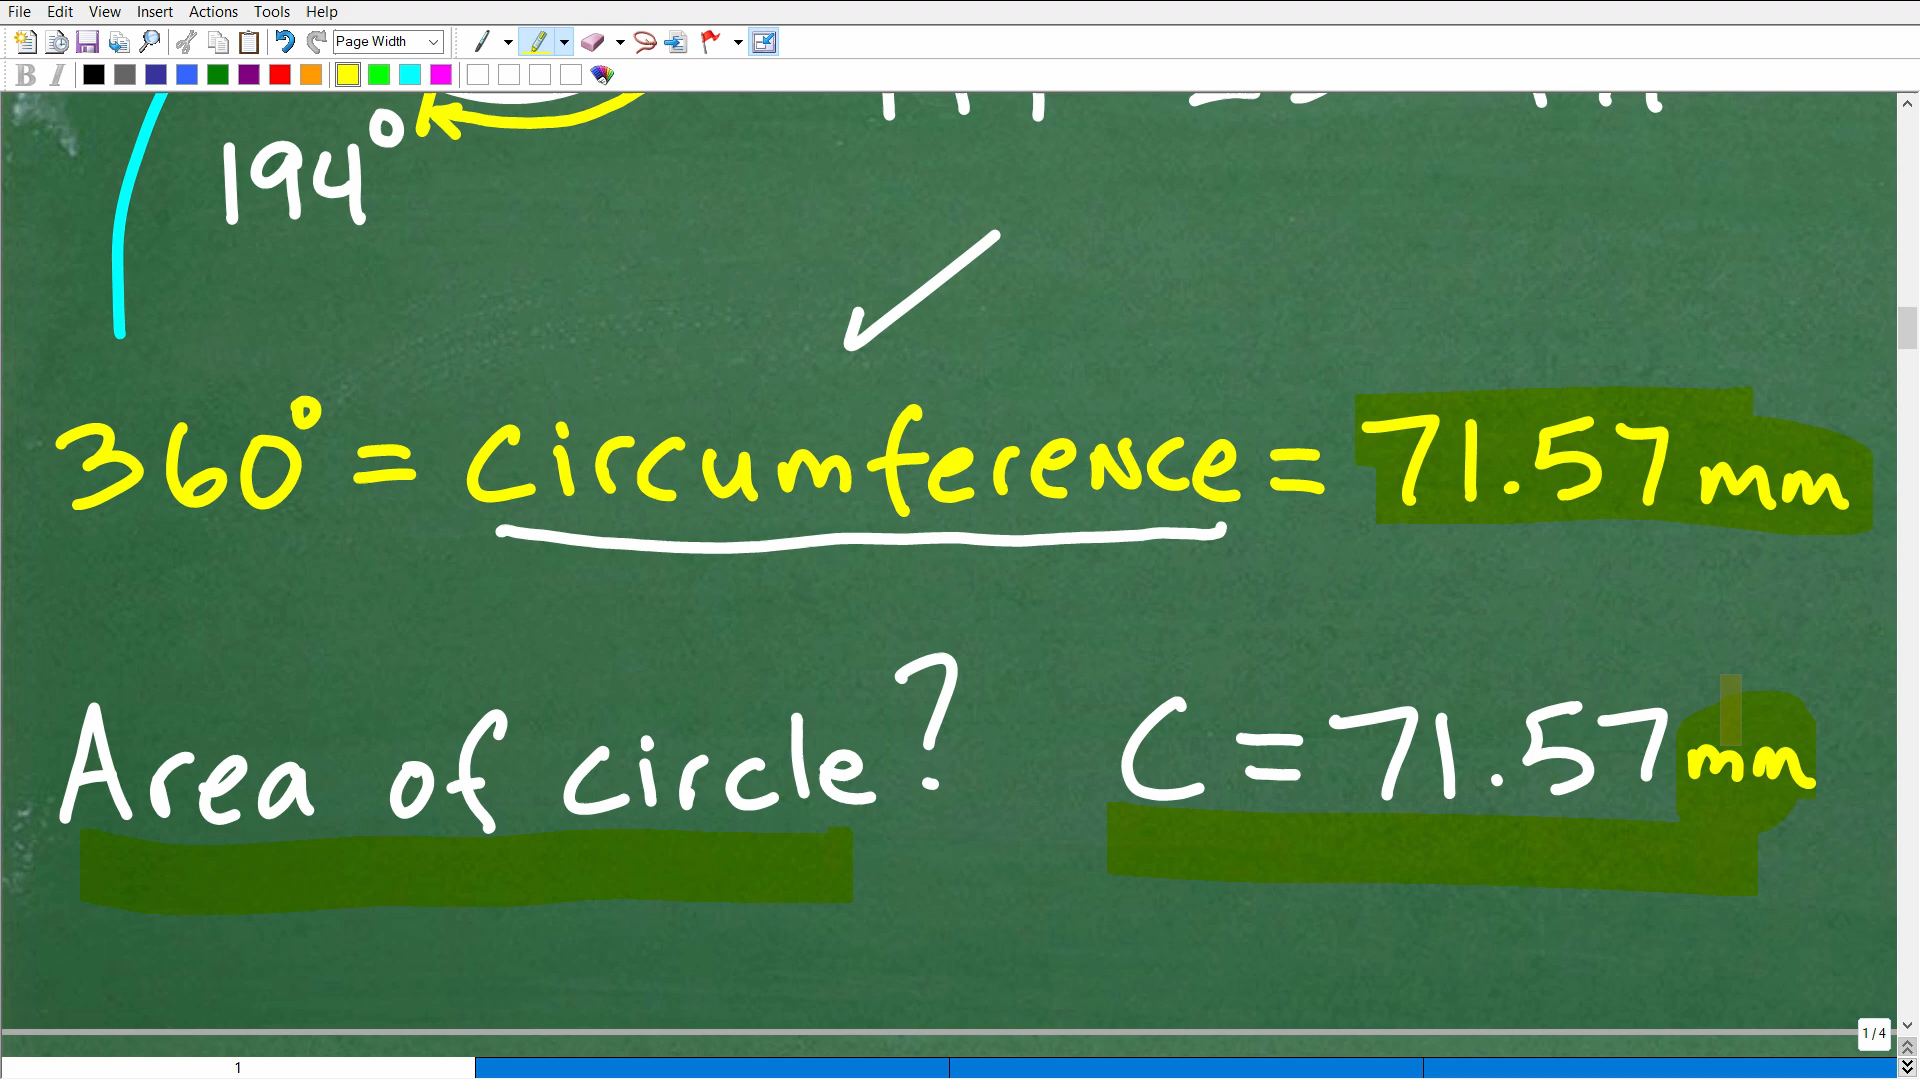 File Edit View Insert Actions Tools Help
Page Width
B I
194°
360° = Circumference = 71.57 mm
Area of circle? C = 71.57 mm
1 / 4
1